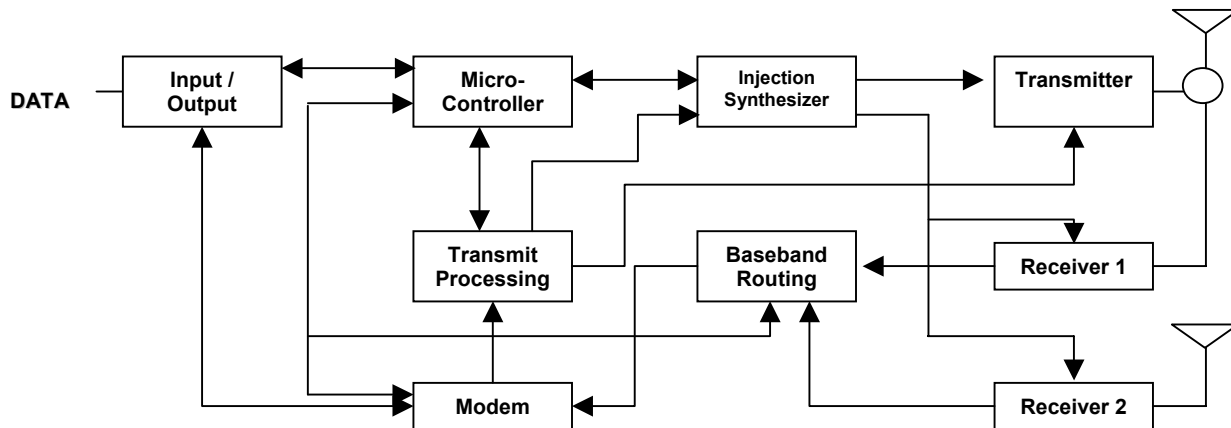 DATA
Input /
Output
Micro-
Controller
Injection
Synthesizer
Transmitter
Transmit
Processing
Baseband
Routing
Receiver 1
Modem
Receiver 2